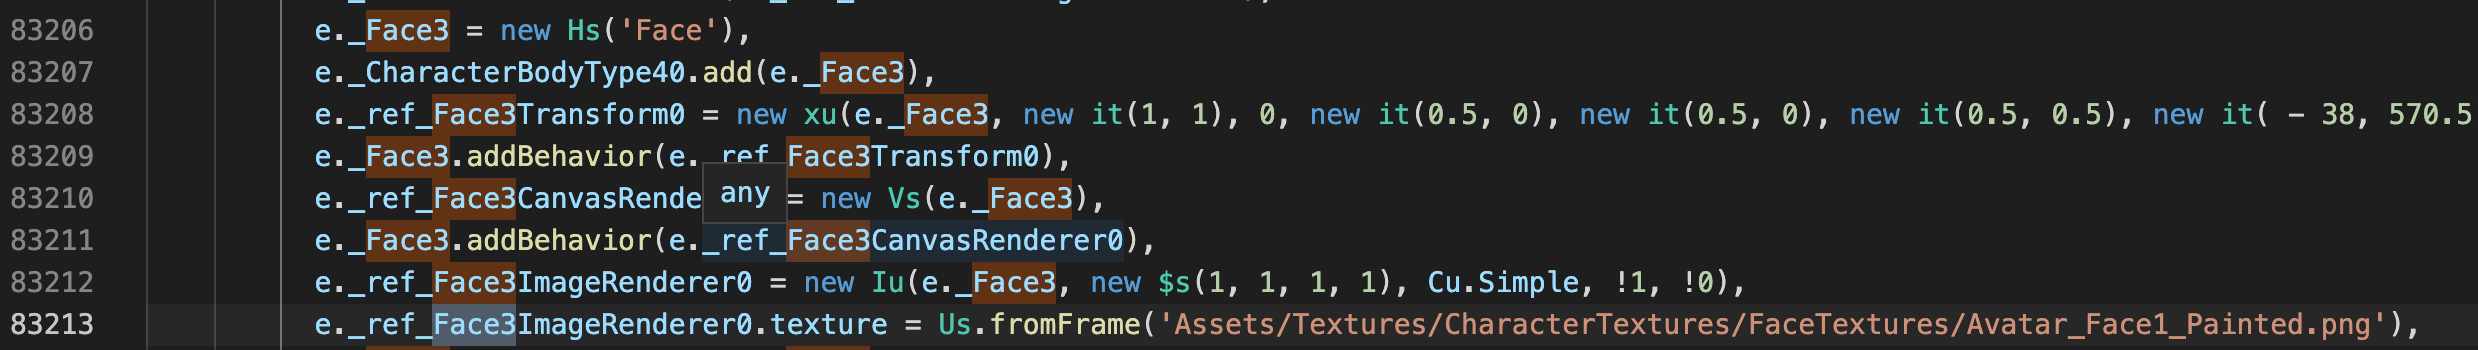 83206 e._Face3 = new Hs('Face'),
83207 e._CharacterBodyType40.add(e._Face3),
83208 e._ref_Face3Transform0 = new xu(e._Face3, new it(1, 1), 0, new it(0.5, 0), new it(0.5, 0), new it(0.5, 0.5), new it( - 38, 570.5
83209 e._Face3.addBehavior(e._ref_Face3Transform0),
83210 e._ref_Face3CanvasRende any = new Vs(e._Face3),
83211 e._Face3.addBehavior(e._ref_Face3CanvasRenderer0),
83212 e._ref_Face3ImageRenderer0 = new Iu(e._Face3, new $s(1, 1, 1, 1), Cu.Simple, !1, !0),
83213 e._ref_Face3ImageRenderer0.texture = Us.fromFrame('Assets/Textures/CharacterTextures/FaceTextures/Avatar_Face1_Painted.png'),